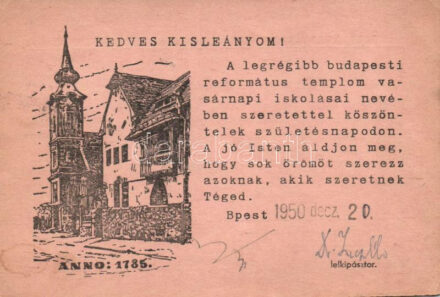 KEDVES KISLEÁNYOM!
A legrégibb budapesti
református templom va-
sárnapi iskolásai nevé-
ben szeretettel köszön-
telek születésnapodon.
A jó Isten áldjon meg,
hogy sok örömöt szerezz
azoknak, akik szeretnek
Téged.
Bpest 1950 decz. 20.
lelkipásztor.
ANNO: 1785.